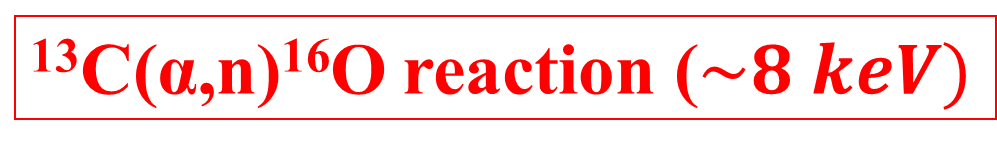 ¹³C(α,n)¹⁶O reaction (~8 keV)